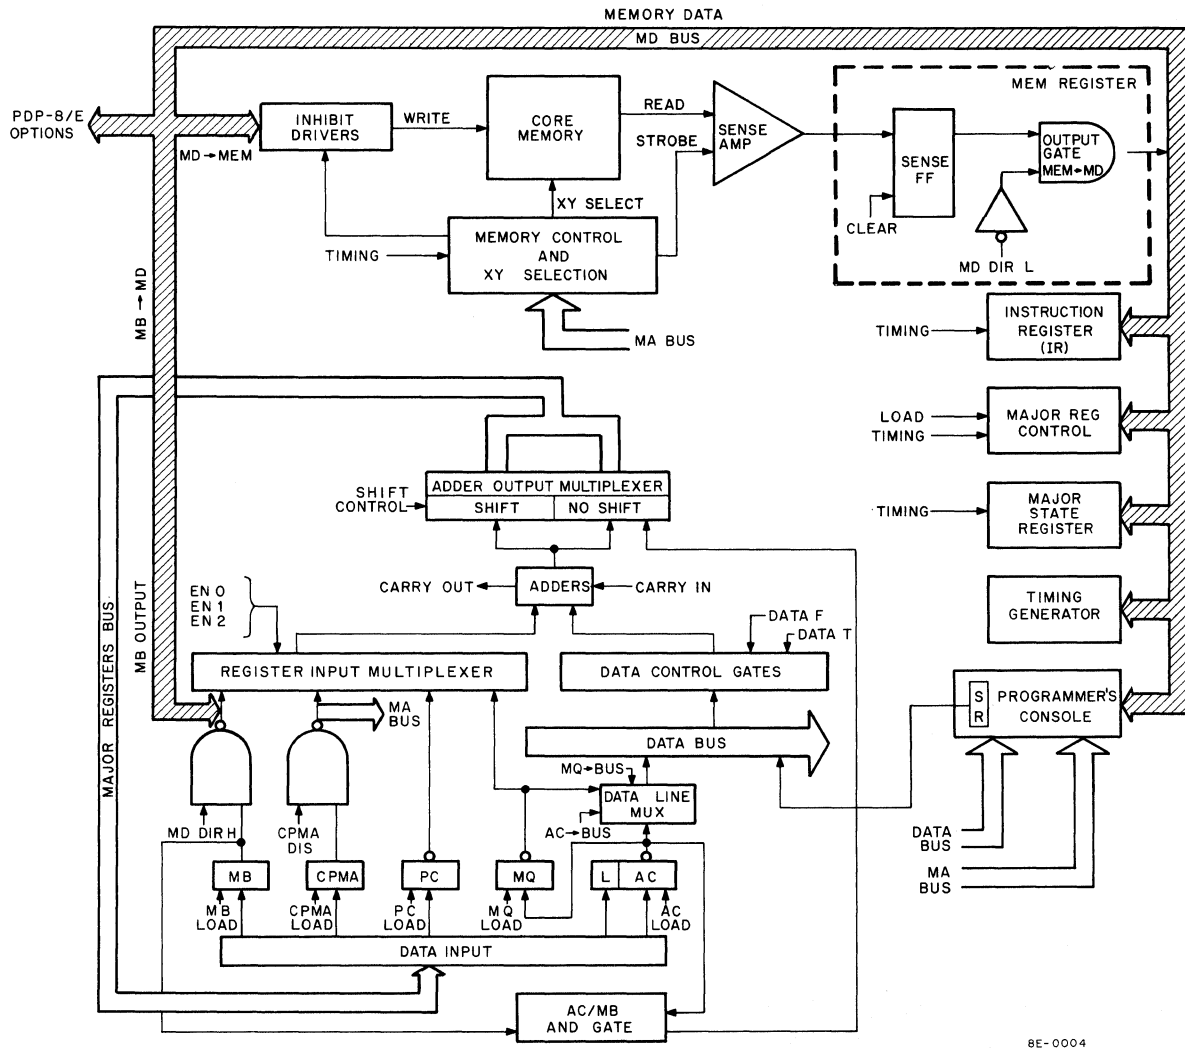 MEMORY DATA
MD BUS
MEM REGISTER
PDP-8/E
OPTIONS
MD→MEM
INHIBIT
DRIVERS
WRITE
CORE
MEMORY
READ
STROBE
SENSE
AMP
SENSE
FF
CLEAR
OUTPUT
GATE
MEM→MD
MD DIR L
XY SELECT
TIMING
MEMORY CONTROL
AND
XY SELECTION
MA BUS
MB→MD
TIMING
INSTRUCTION
REGISTER
(IR)
LOAD
TIMING
MAJOR REG
CONTROL
SHIFT
CONTROL
ADDER OUTPUT MULTIPLEXER
SHIFT
NO SHIFT
TIMING
MAJOR
STATE
REGISTER
CARRY OUT
ADDERS
CARRY IN
TIMING
GENERATOR
EN 0
EN 1
EN 2
DATA F
DATA T
MAJOR REGISTERS BUS
MB OUTPUT
REGISTER INPUT MULTIPLEXER
DATA CONTROL GATES
S
R
PROGRAMMER'S
CONSOLE
MA
BUS
DATA BUS
MQ→BUS
DATA LINE
MUX
AC→BUS
MD DIR H
CPMA
DIS
DATA
BUS
MA
BUS
MB
CPMA
PC
MQ
L
AC
MB
LOAD
CPMA
LOAD
PC
LOAD
MQ
LOAD
AC
LOAD
DATA INPUT
AC/MB
AND GATE
8E-0004